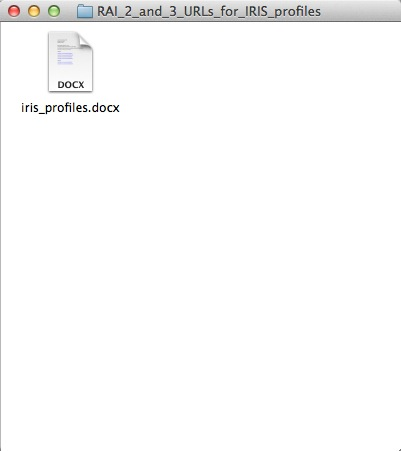 RAI_2_and_3_URLs_for_IRIS_profiles
DOCX
iris_profiles.docx